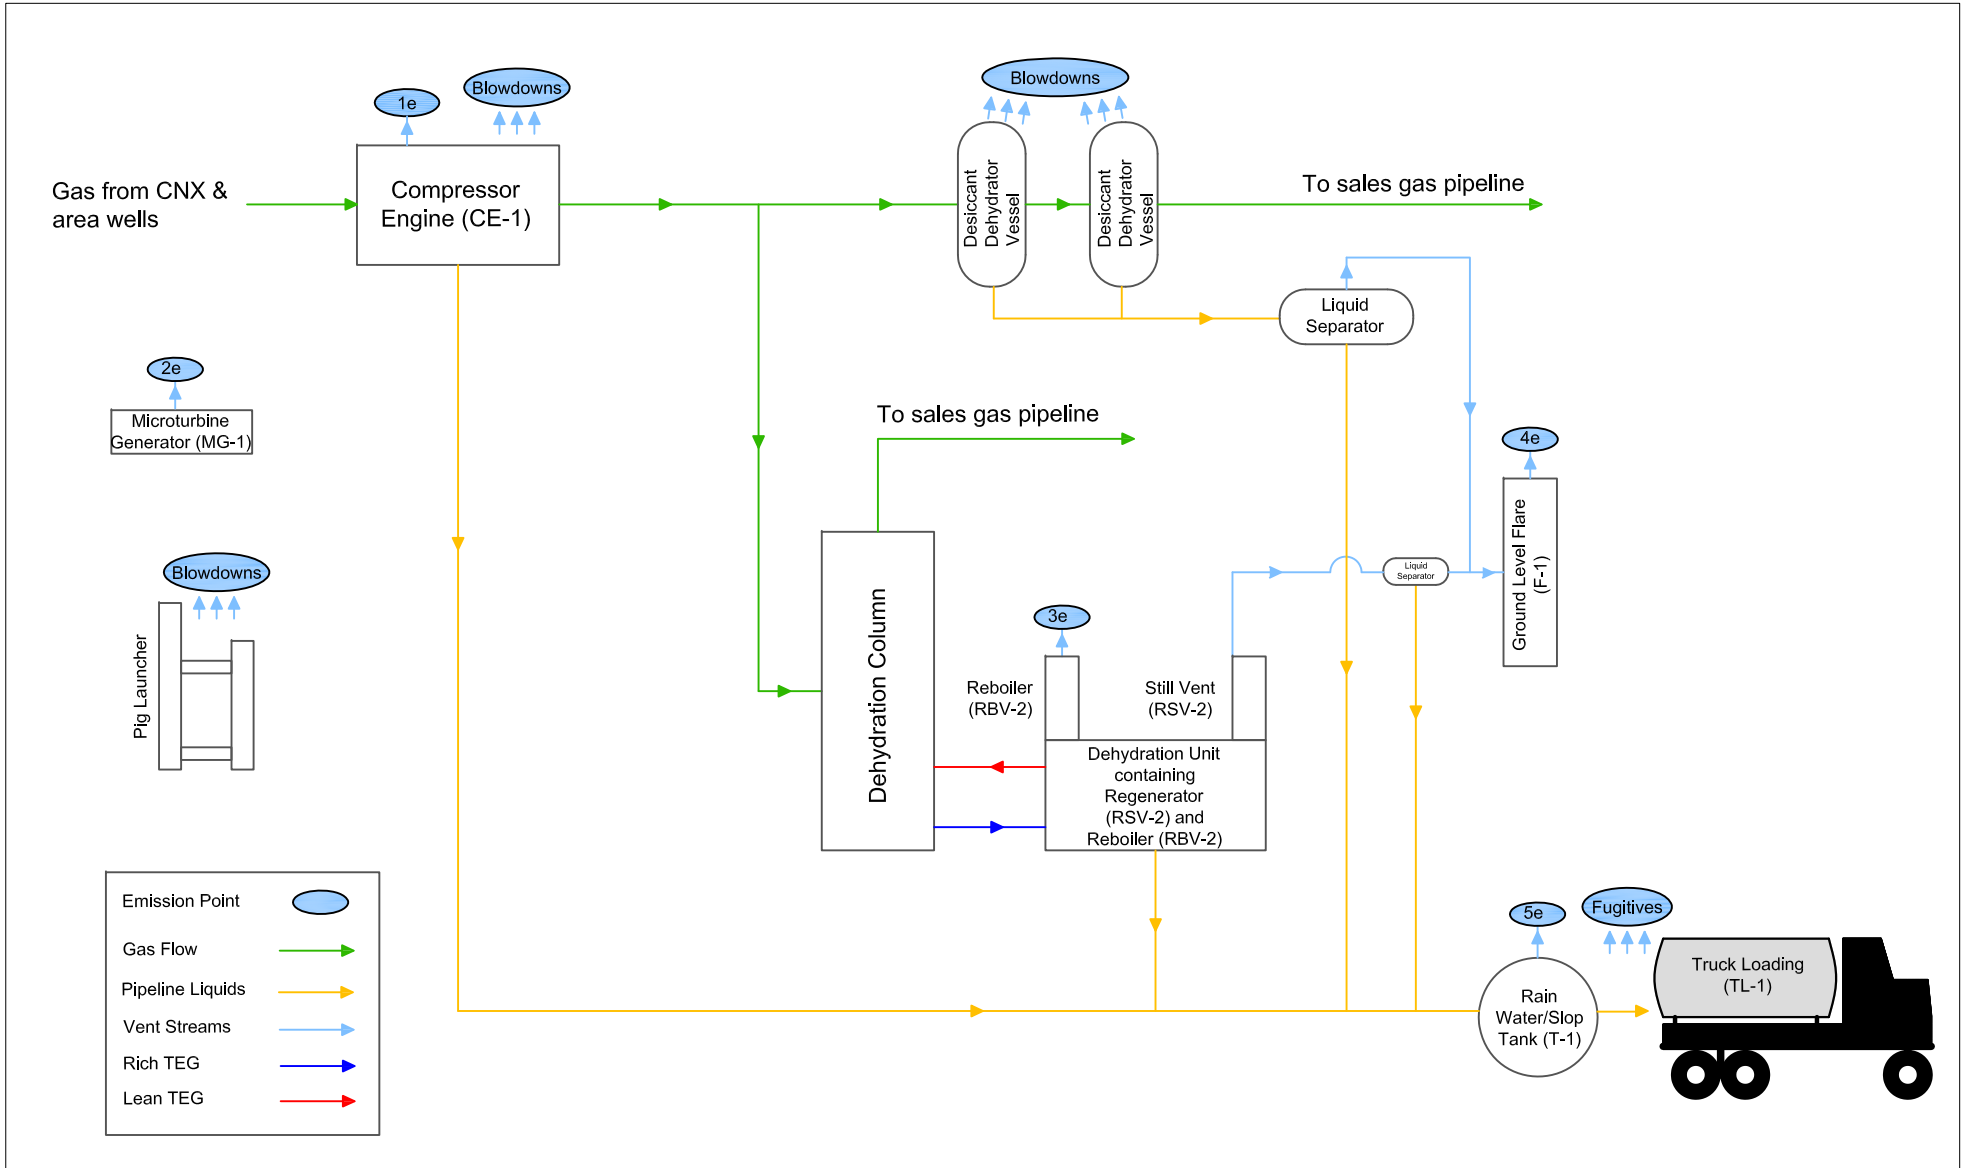 1e
Blowdowns
Blowdowns
Gas from CNX &
area wells
Compressor
Engine (CE-1)
Desiccant
Dehydrator
Vessel
Desiccant
Dehydrator
Vessel
To sales gas pipeline
Liquid
Separator
2e
Microturbine
Generator (MG-1)
To sales gas pipeline
4e
Ground Level Flare
(F-1)
Blowdowns
Pig Launcher
Liquid
Separator
3e
Dehydration Column
Reboiler
(RBV-2)
Still Vent
(RSV-2)
Dehydration Unit
containing
Regenerator
(RSV-2) and
Reboiler (RBV-2)
Emission Point
Gas Flow
Pipeline Liquids
Vent Streams
Rich TEG
Lean TEG
5e
Fugitives
Rain
Water/Slop
Tank (T-1)
Truck Loading
(TL-1)